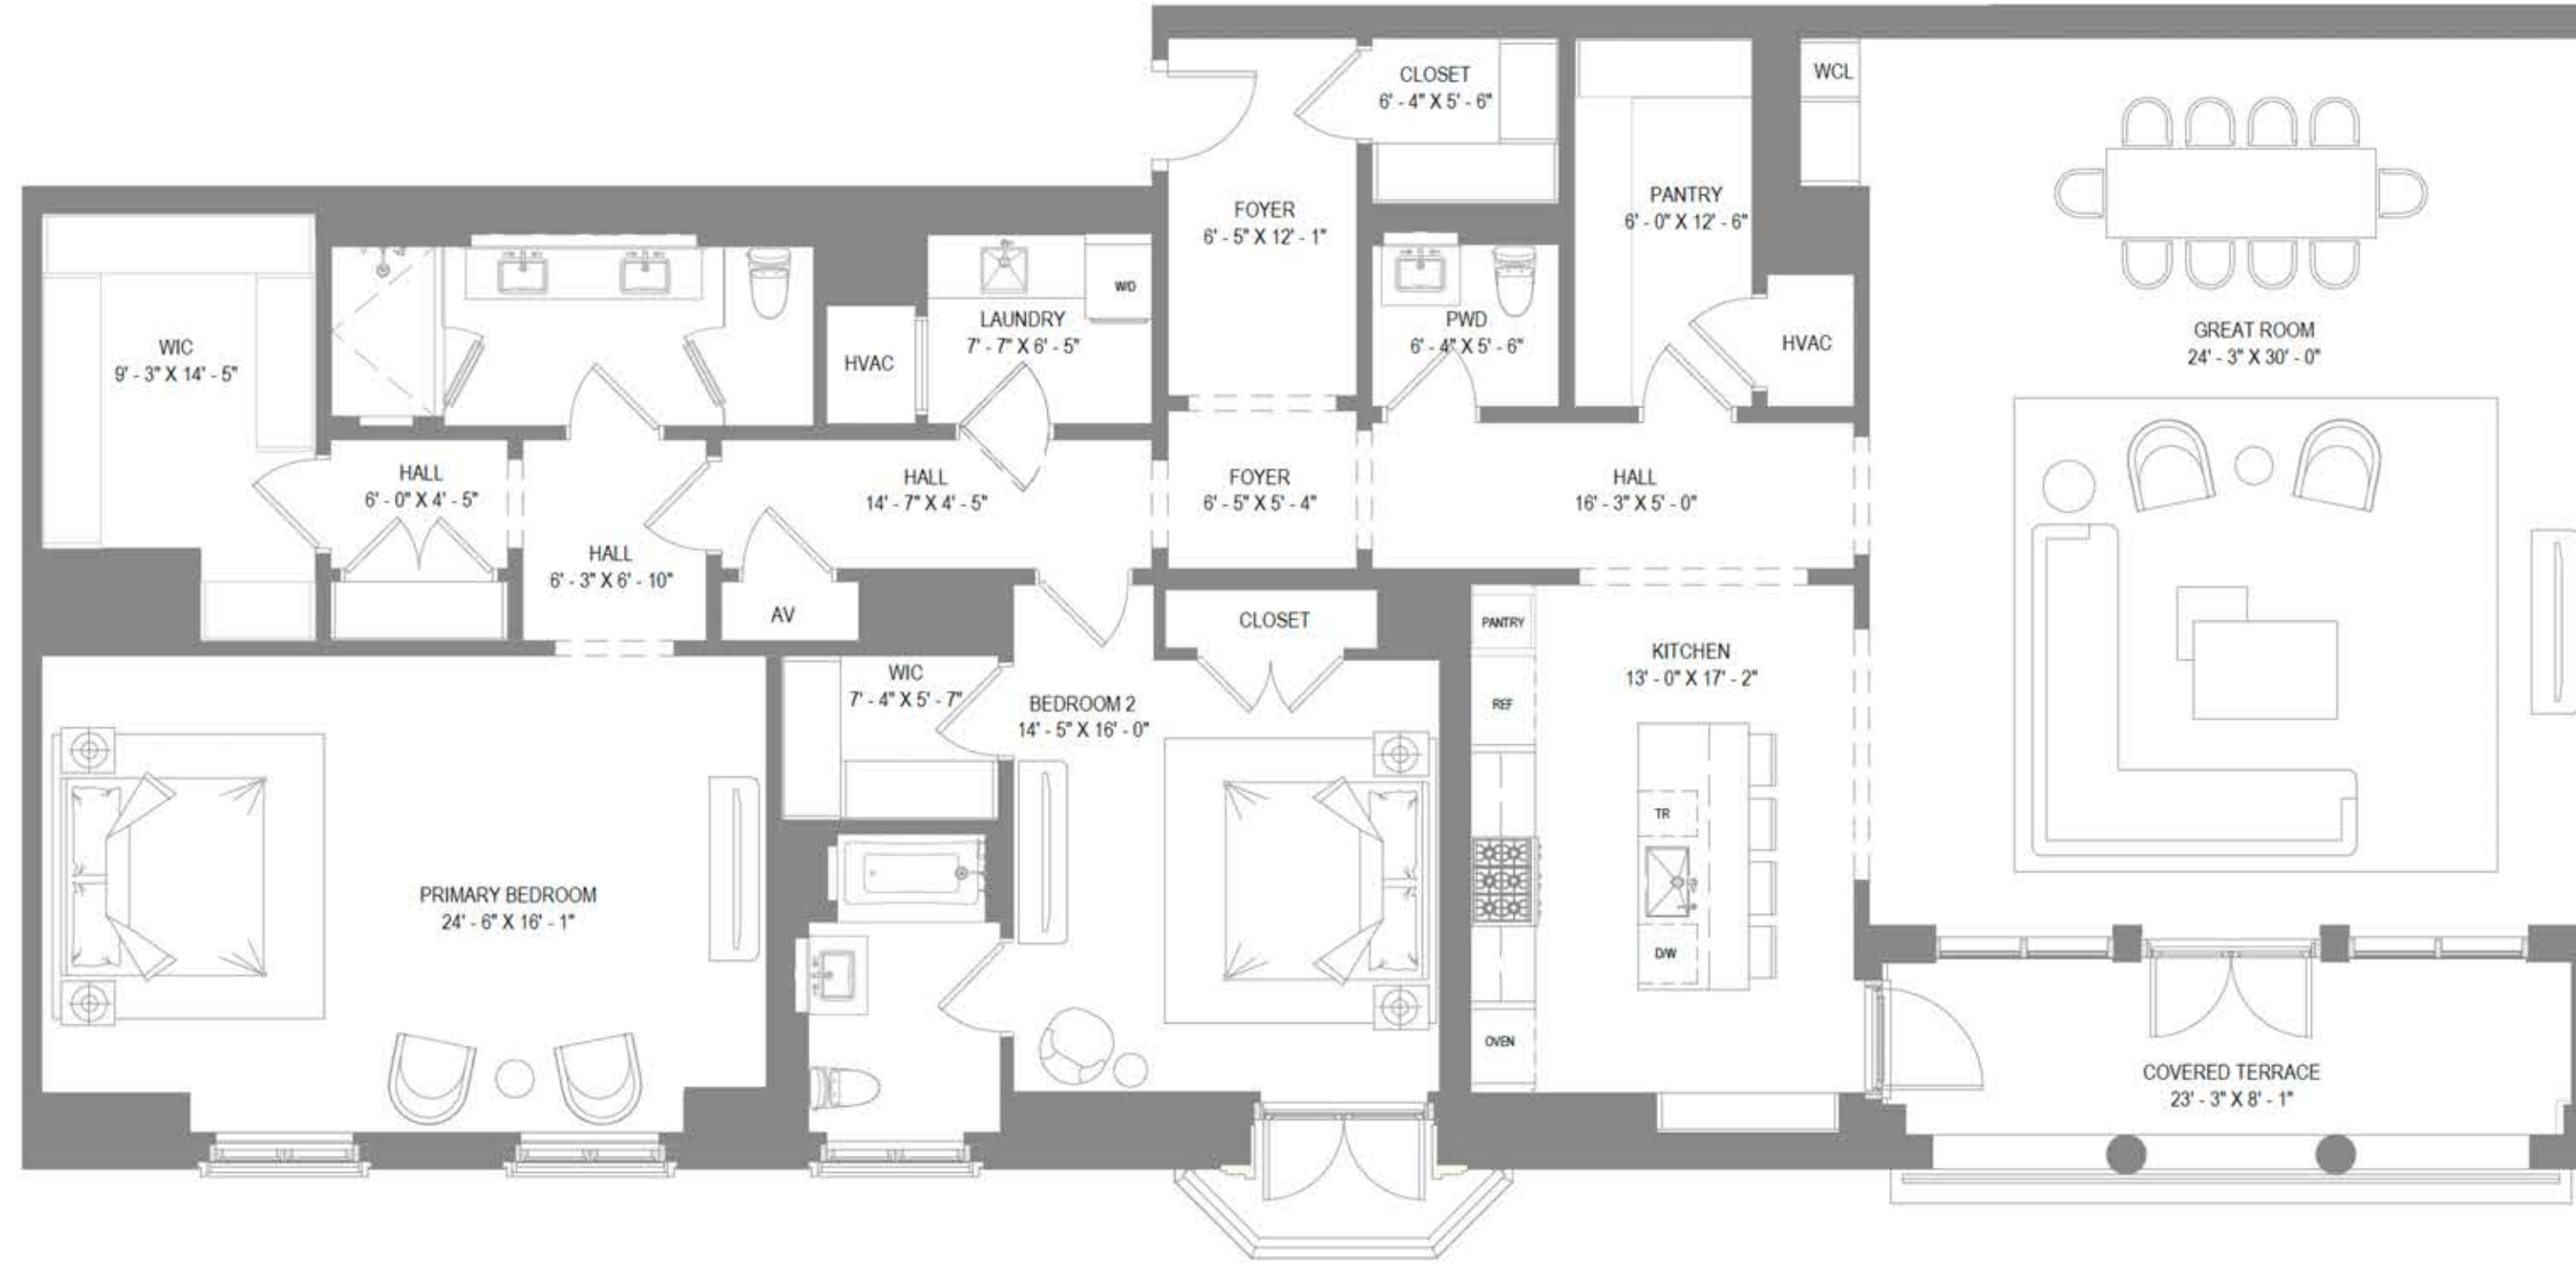 CLOSET
6' - 4" X 5' - 6"
WCL
FOYER
6' - 5" X 12' - 1"
PANTRY
6' - 0" X 12' - 6"
WIC
9' - 3" X 14' - 5"
HVAC
LAUNDRY
7' - 7" X 6' - 5"
W/D
PWD
6' - 4" X 5' - 6"
HVAC
GREAT ROOM
24' - 3" X 30' - 0"
HALL
6' - 0" X 4' - 5"
HALL
14' - 7" X 4' - 5"
FOYER
6' - 5" X 5' - 4"
HALL
16' - 3" X 5' - 0"
HALL
6' - 3" X 6' - 10"
AV
CLOSET
PANTRY
WIC
7' - 4" X 5' - 7"
BEDROOM 2
14' - 5" X 16' - 0"
REF
KITCHEN
13' - 0" X 17' - 2"
TR
PRIMARY BEDROOM
24' - 6" X 16' - 1"
D/W
OVEN
COVERED TERRACE
23' - 3" X 8' - 1"